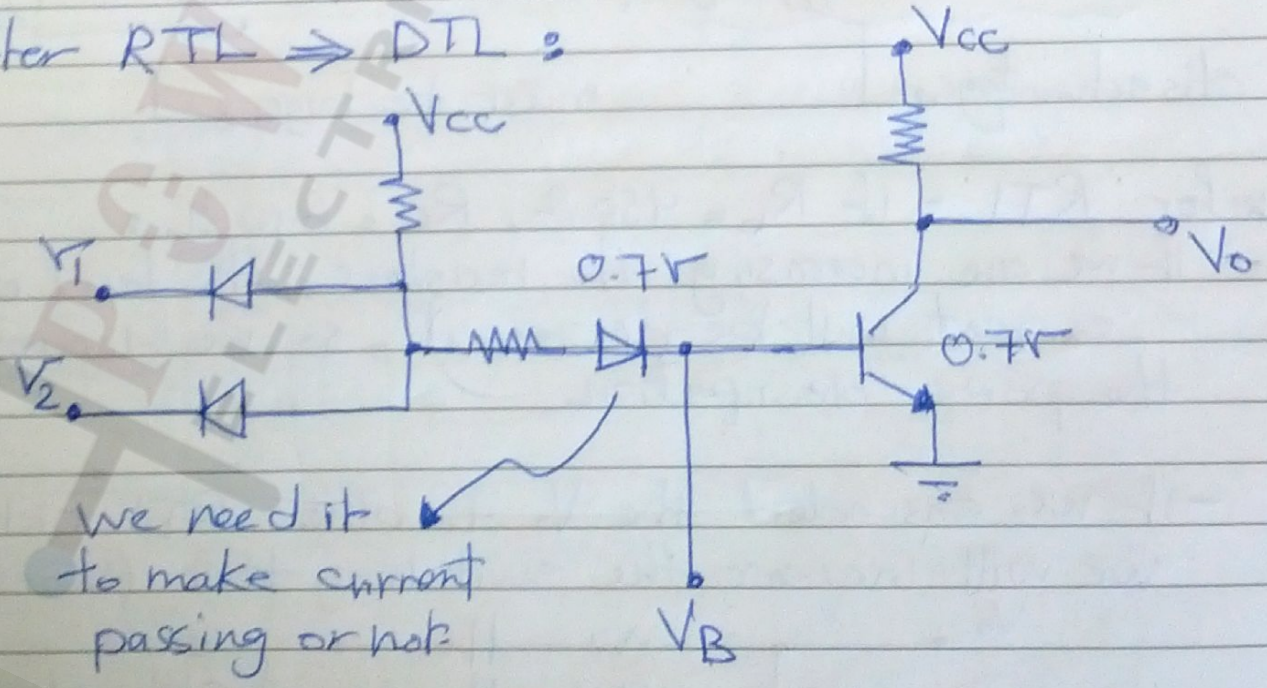 ter RTL ⇒ DTL :
Vcc
Vcc
V1
0.7V
Vo
V2
0.7V
we need it
to make current
passing or not
VB